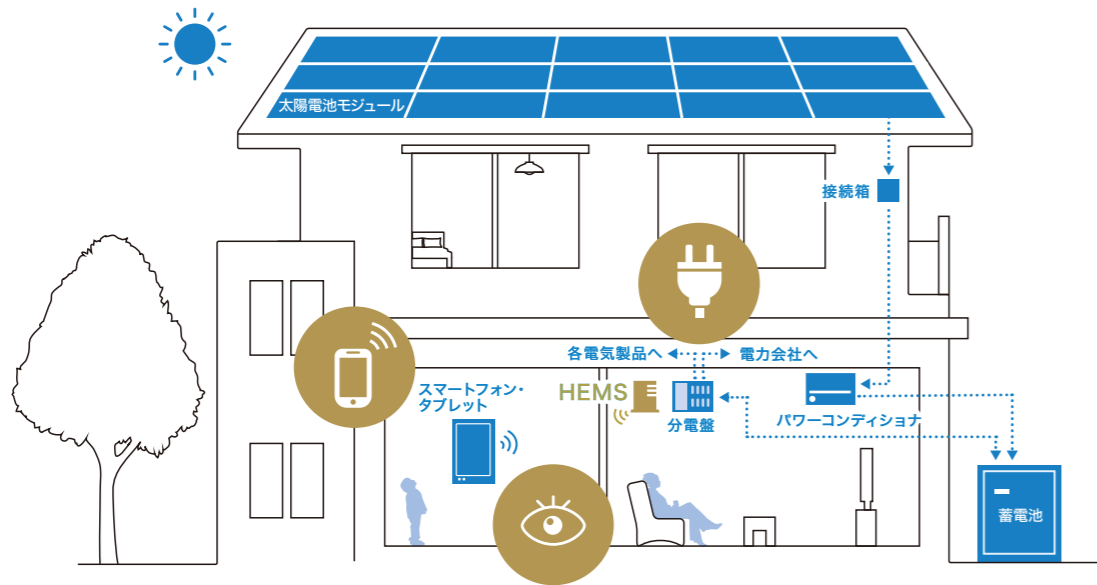 太陽電池モジュール
接続箱
各電気製品へ
電力会社へ
スマートフォン・
タブレット
HEMS
分電盤
パワーコンディショナ
蓄電池